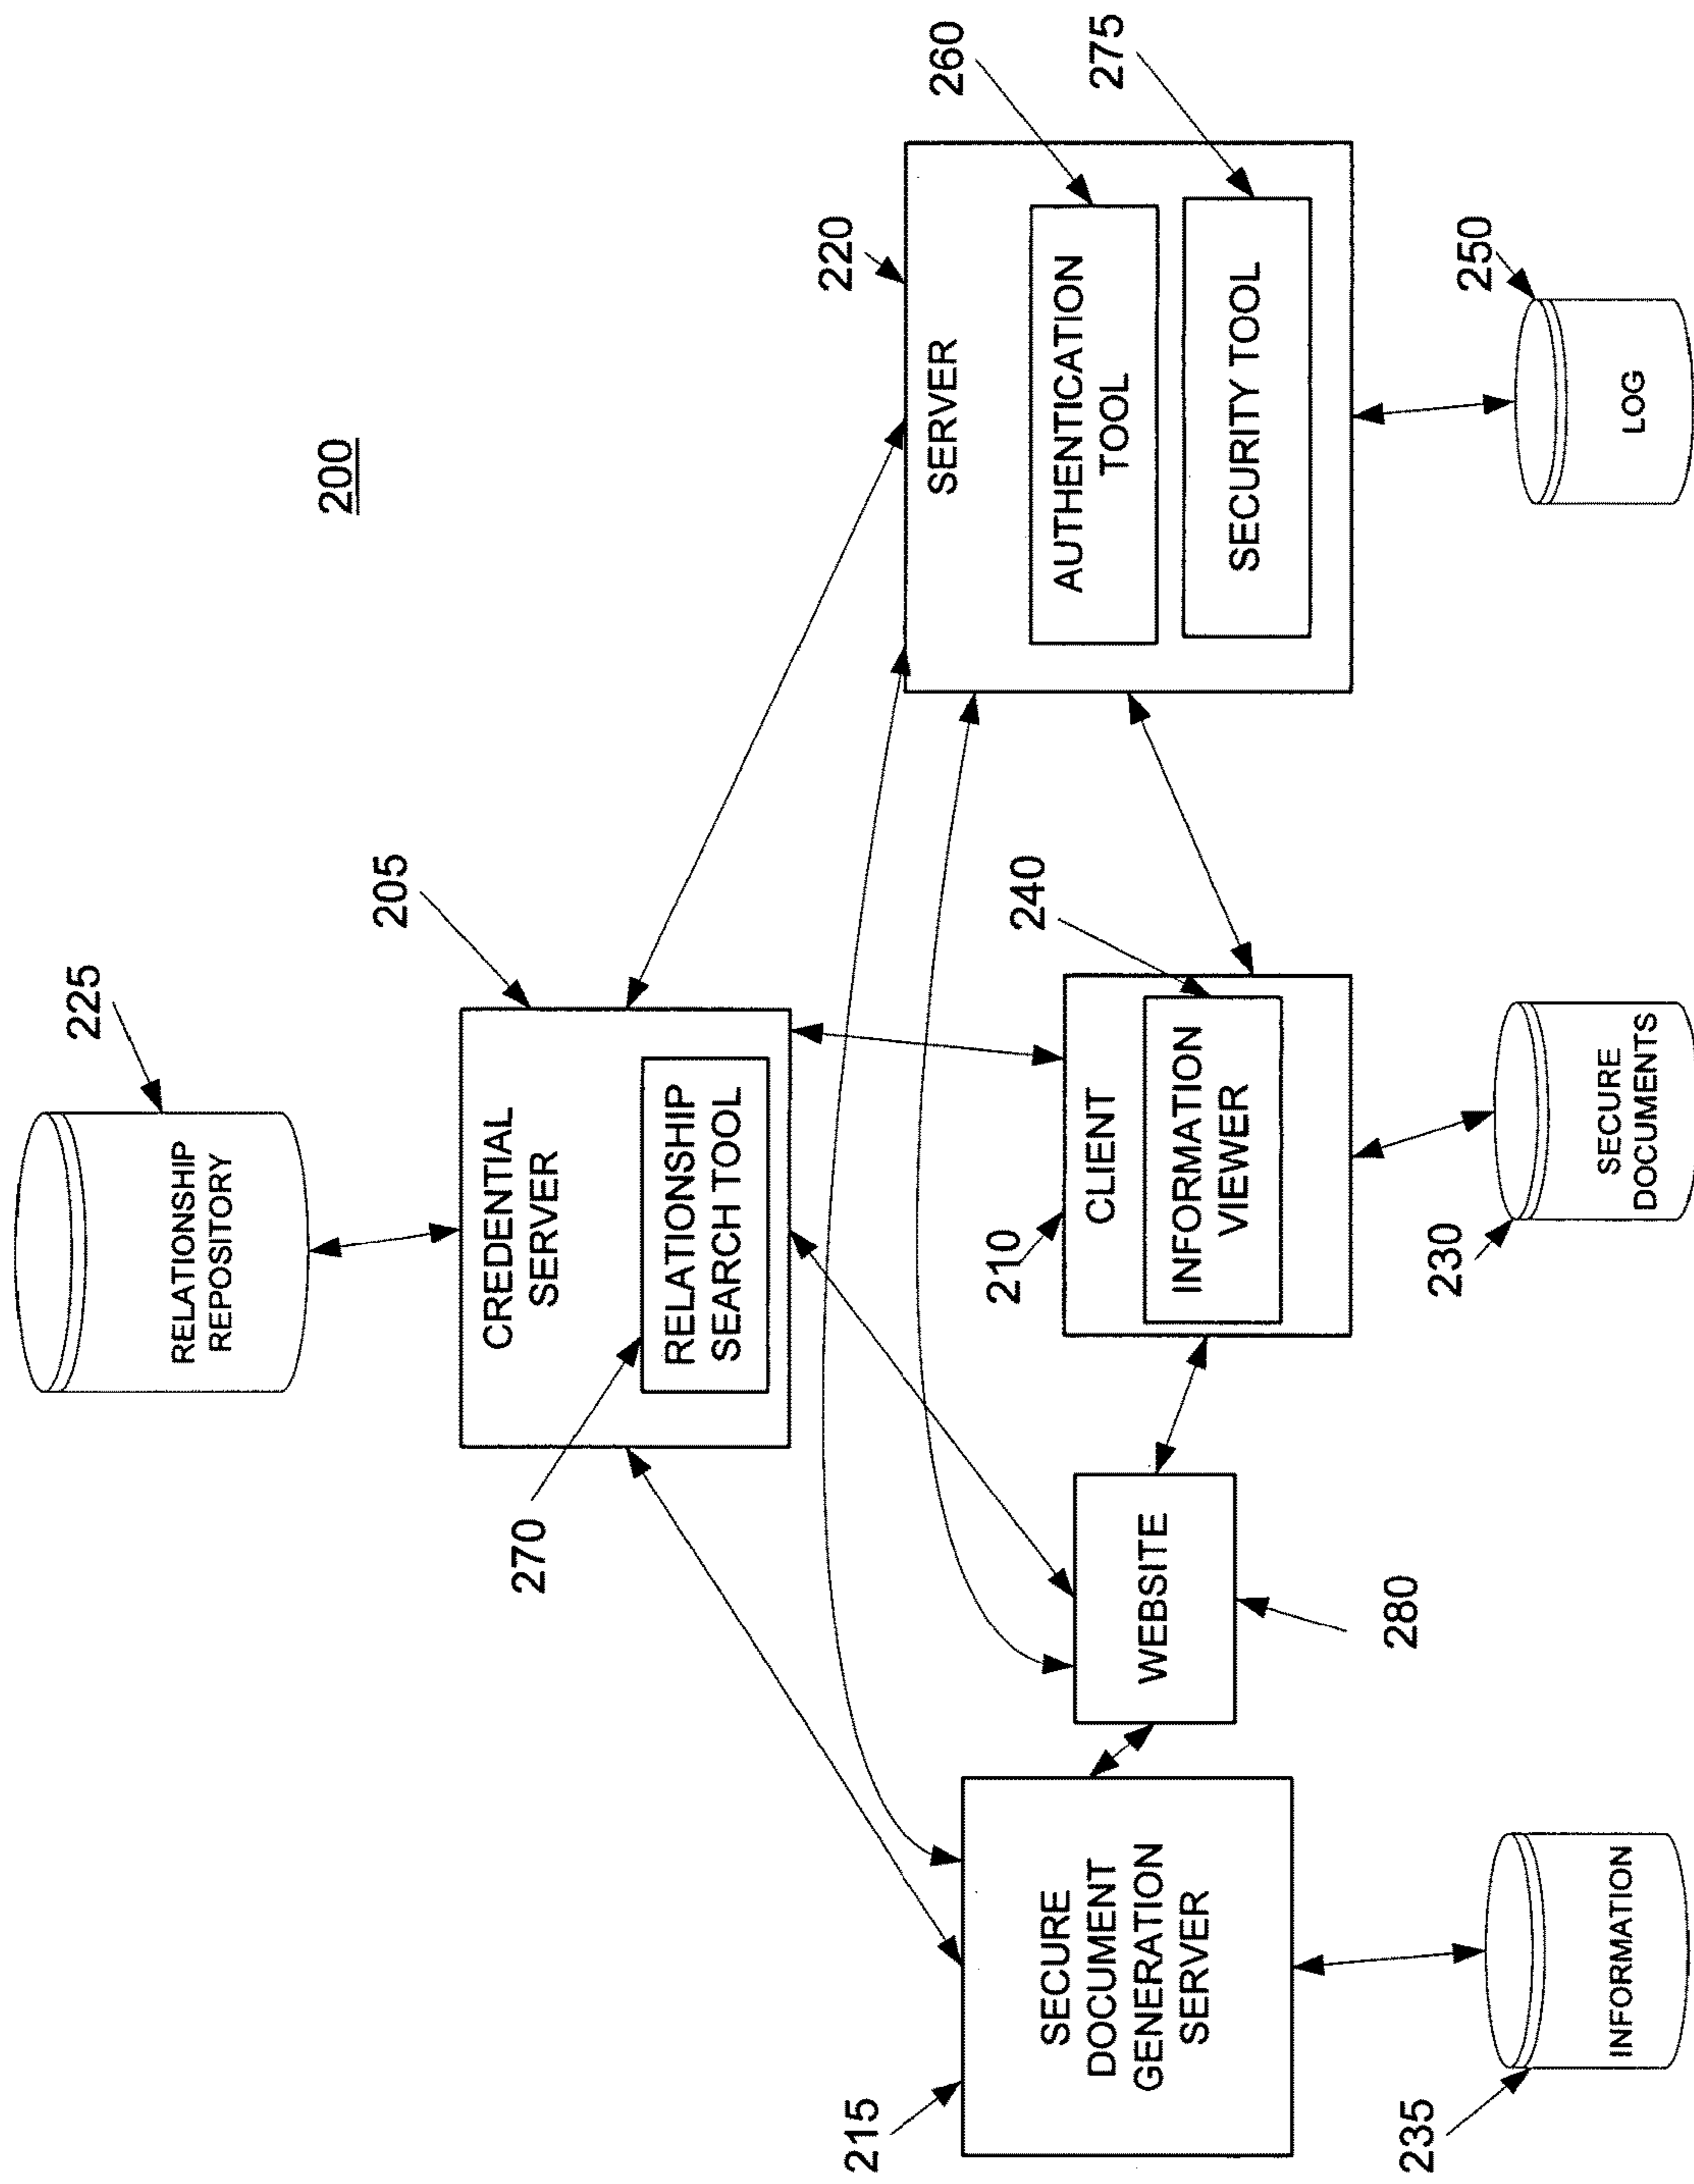 200
225
RELATIONSHIP
REPOSITORY
205
CREDENTIAL
SERVER
270
RELATIONSHIP
SEARCH TOOL
220
SERVER
260
AUTHENTICATION
TOOL
275
SECURITY TOOL
250
LOG
210
CLIENT
240
INFORMATION
VIEWER
230
SECURE
DOCUMENTS
WEBSITE
280
215
SECURE
DOCUMENT
GENERATION
SERVER
235
INFORMATION